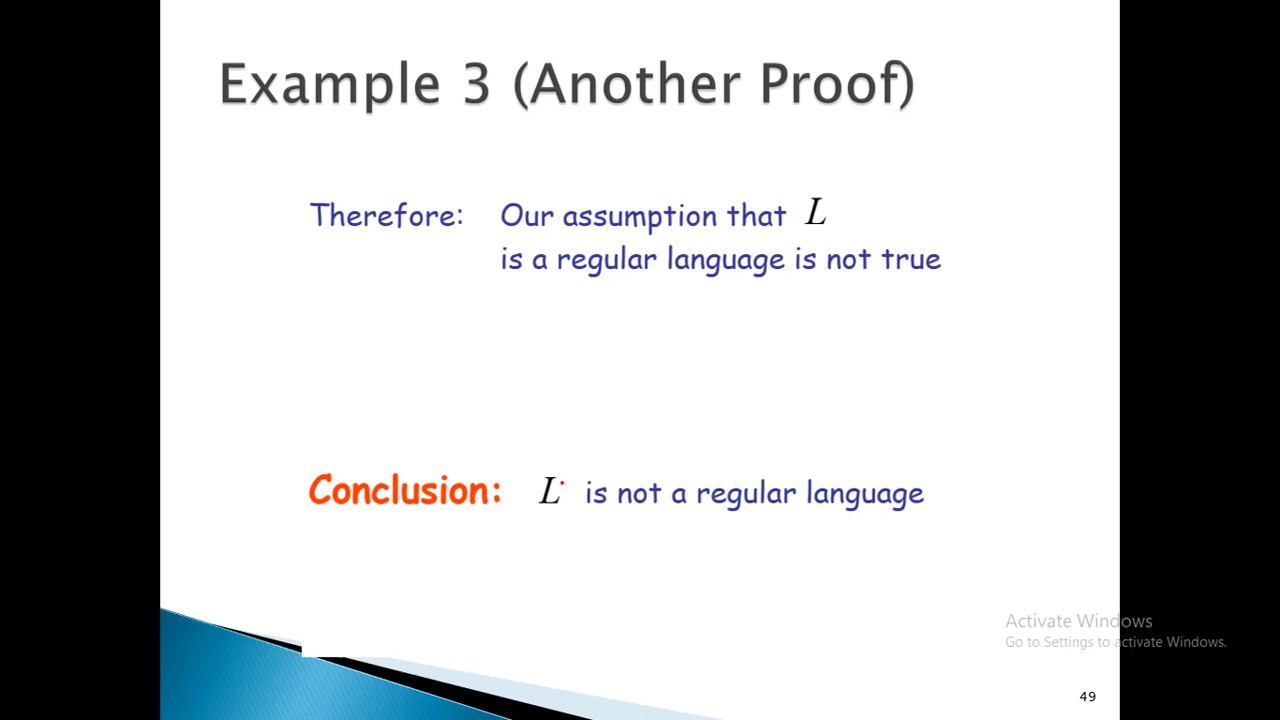 Example 3 (Another Proof)
Therefore: Our assumption that L
is a regular language is not true
Conclusion: L is not a regular language
Activate Windows
Go to Settings to activate Windows.
49